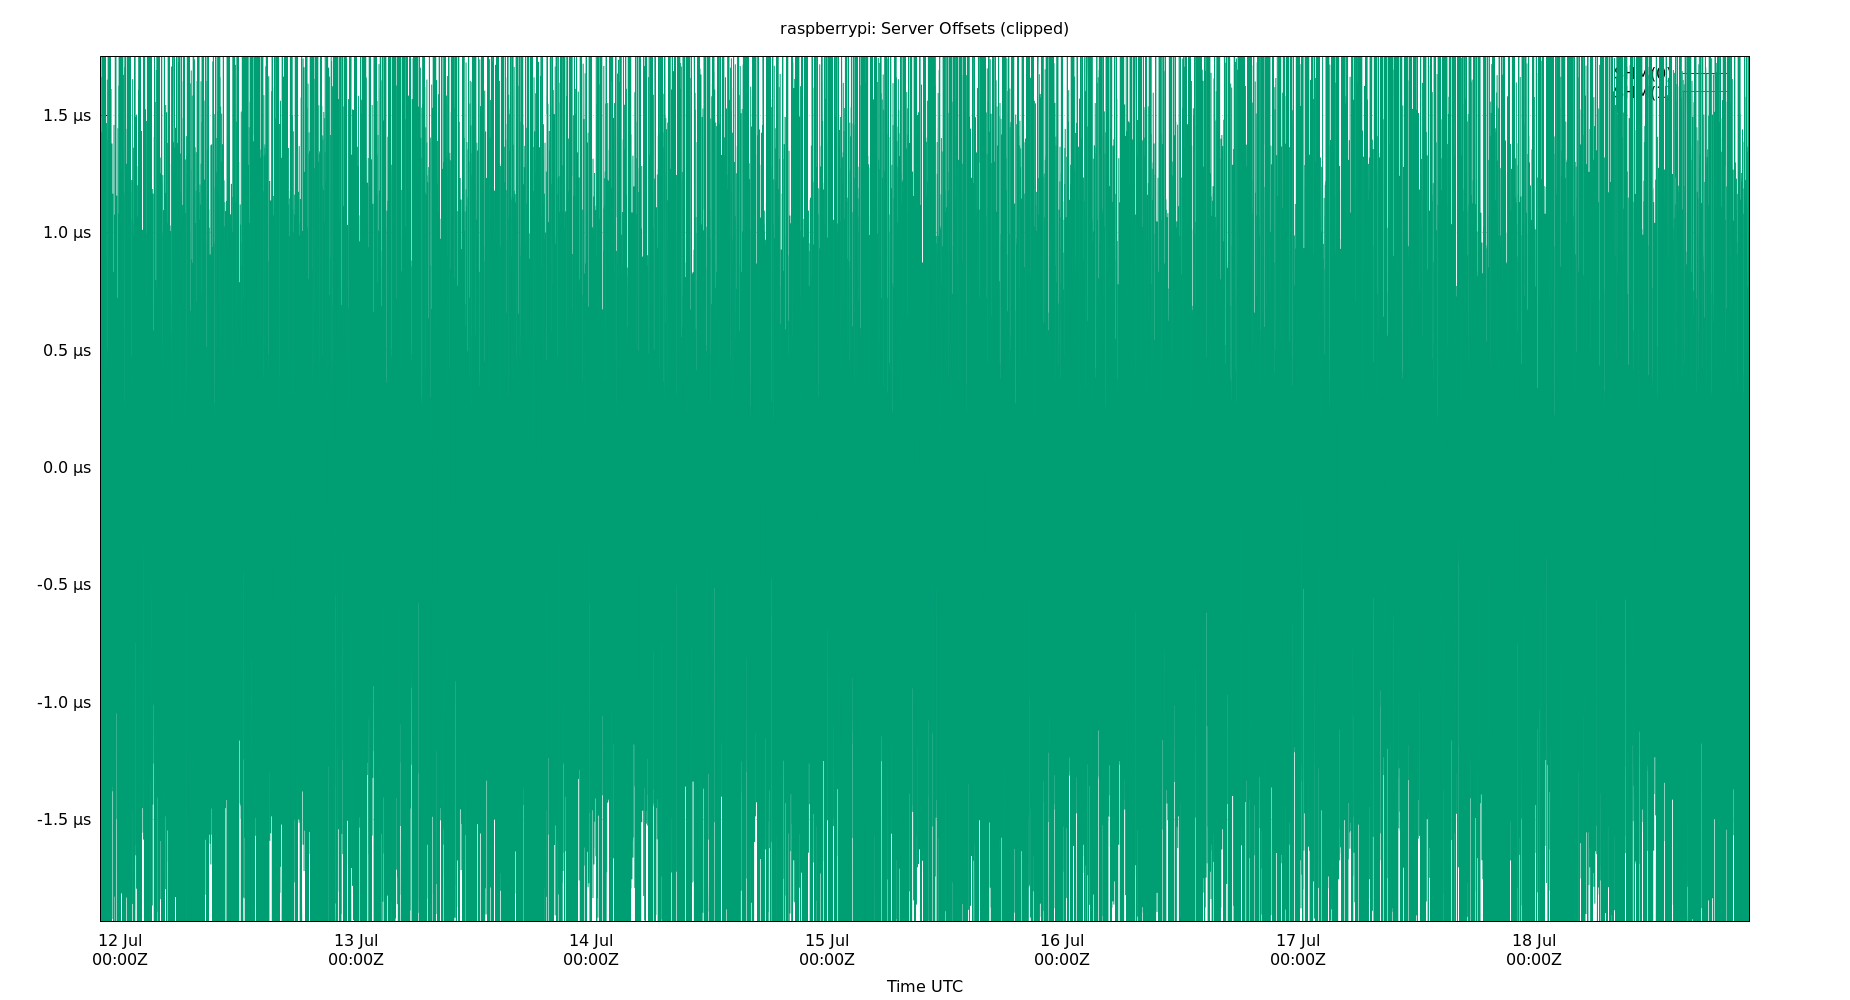 raspberrypi: Server Offsets (clipped)
1.5 µs
1.0 µs
0.5 µs
0.0 µs
-0.5 µs
-1.0 µs
-1.5 µs
12 Jul
00:00Z
13 Jul
00:00Z
14 Jul
00:00Z
15 Jul
00:00Z
16 Jul
00:00Z
17 Jul
00:00Z
18 Jul
00:00Z
Time UTC